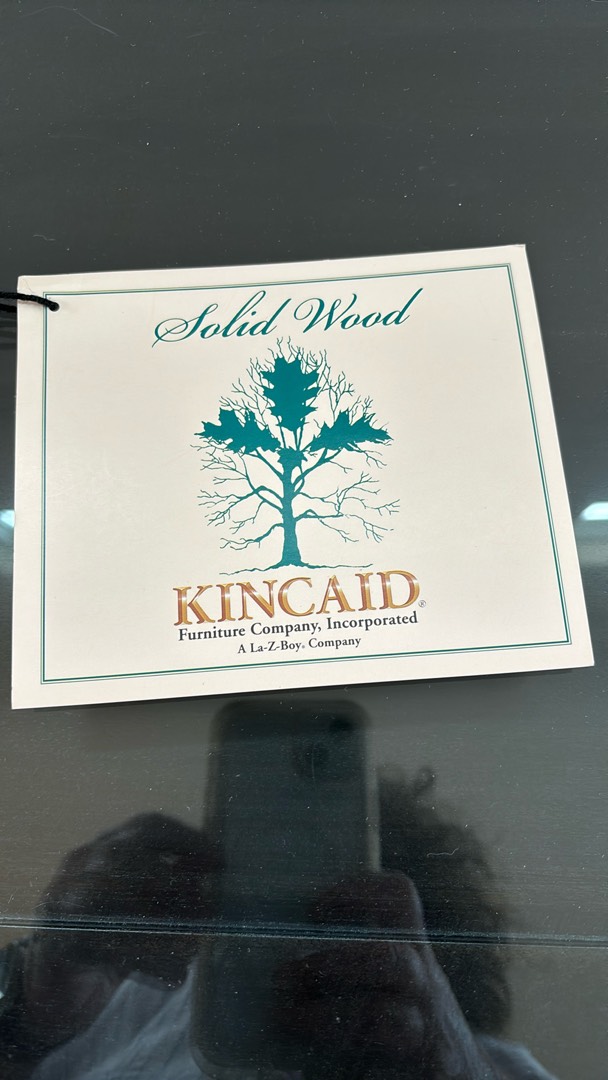 Solid Wood
KINCAID®
Furniture Company, Incorporated
A La-Z-Boy® Company